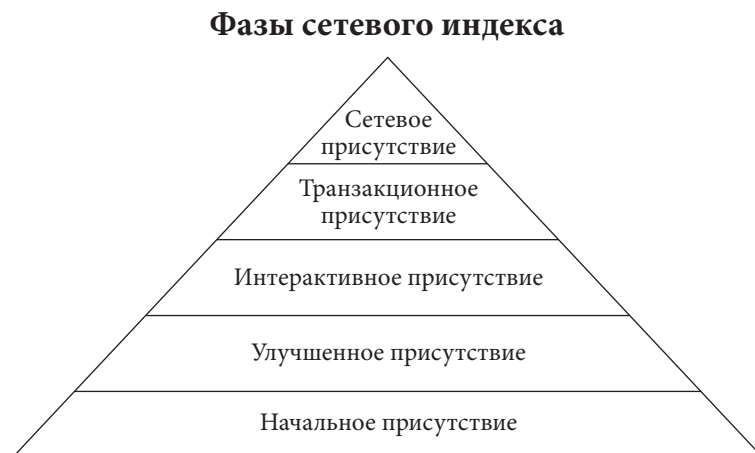 Фазы сетевого индекса
Сетевое
присутствие
Транзакционное
присутствие
Интерактивное присутствие
Улучшенное присутствие
Начальное присутствие